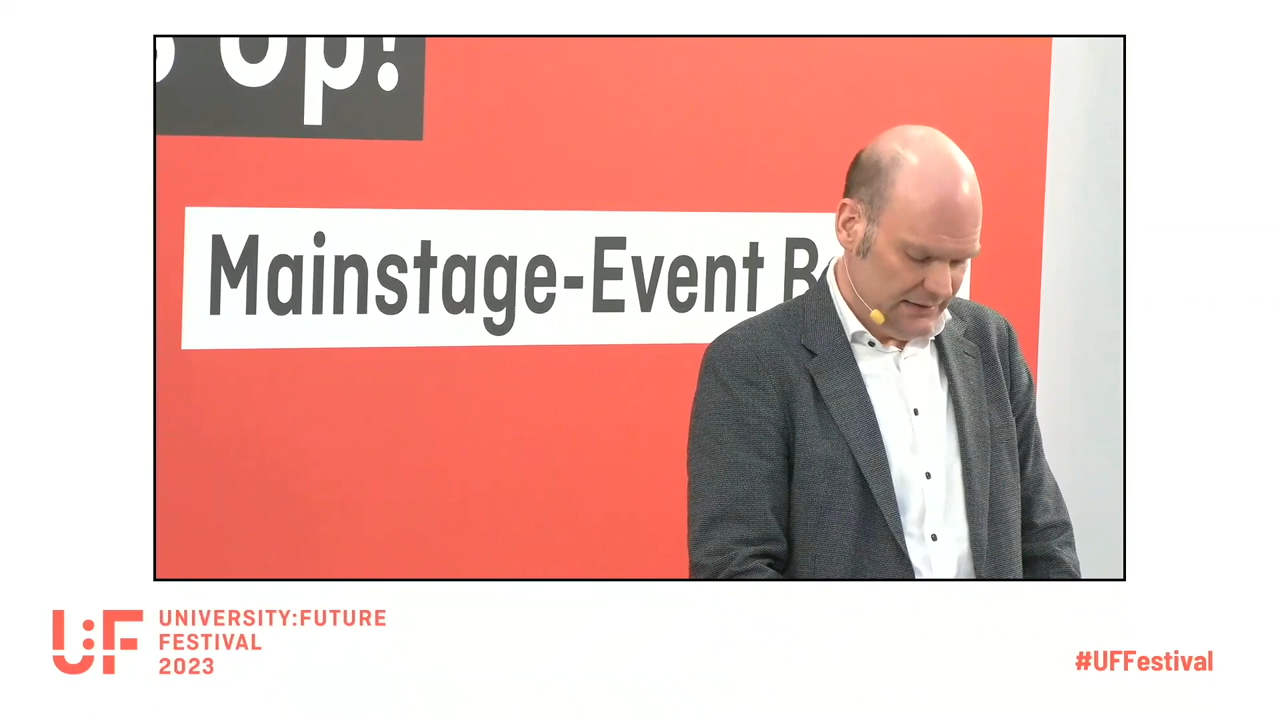 Up!
Mainstage-Event
U:F
UNIVERSITY:FUTURE
FESTIVAL
2023
#UFFestival